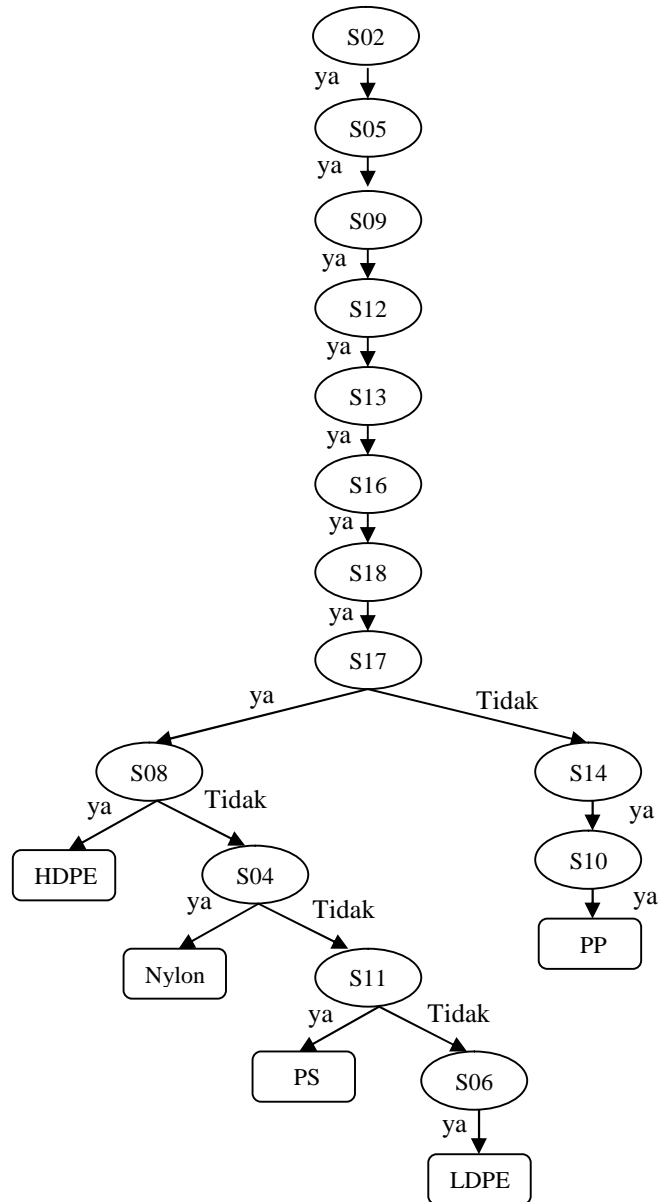 S02
ya
S05
ya
S09
ya
S12
ya
S13
ya
S16
ya
S18
ya
S17
ya
Tidak
S08
S14
ya
Tidak
ya
HDPE
S04
S10
ya
Tidak
ya
Nylon
S11
PP
ya
Tidak
PS
S06
ya
LDPE